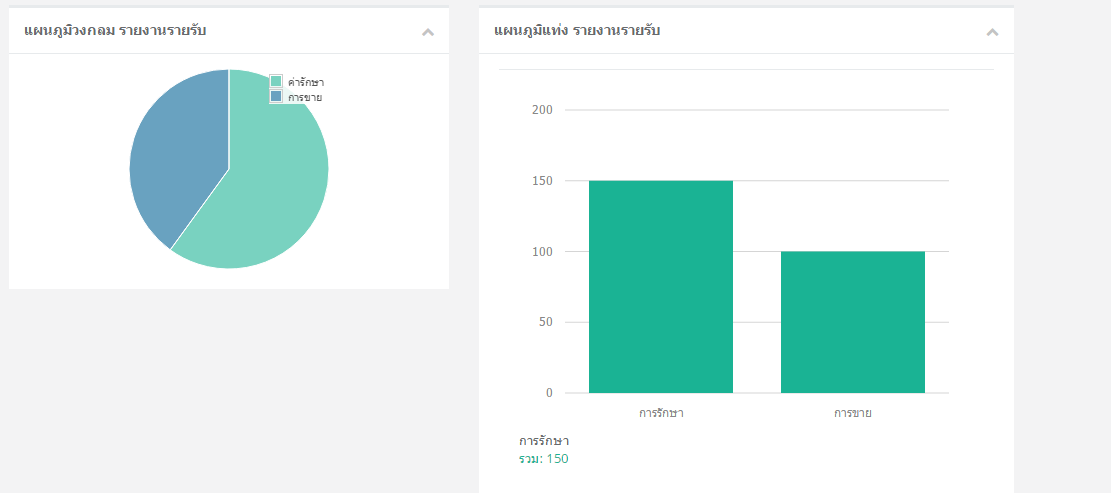 แผนภูมิวงกลม รายงานรายรับ
ค่ารักษา
การขาย
แผนภูมิแท่ง รายงานรายรับ
200
150
100
50
0
การรักษา
การขาย
การรักษา
รวม: 150